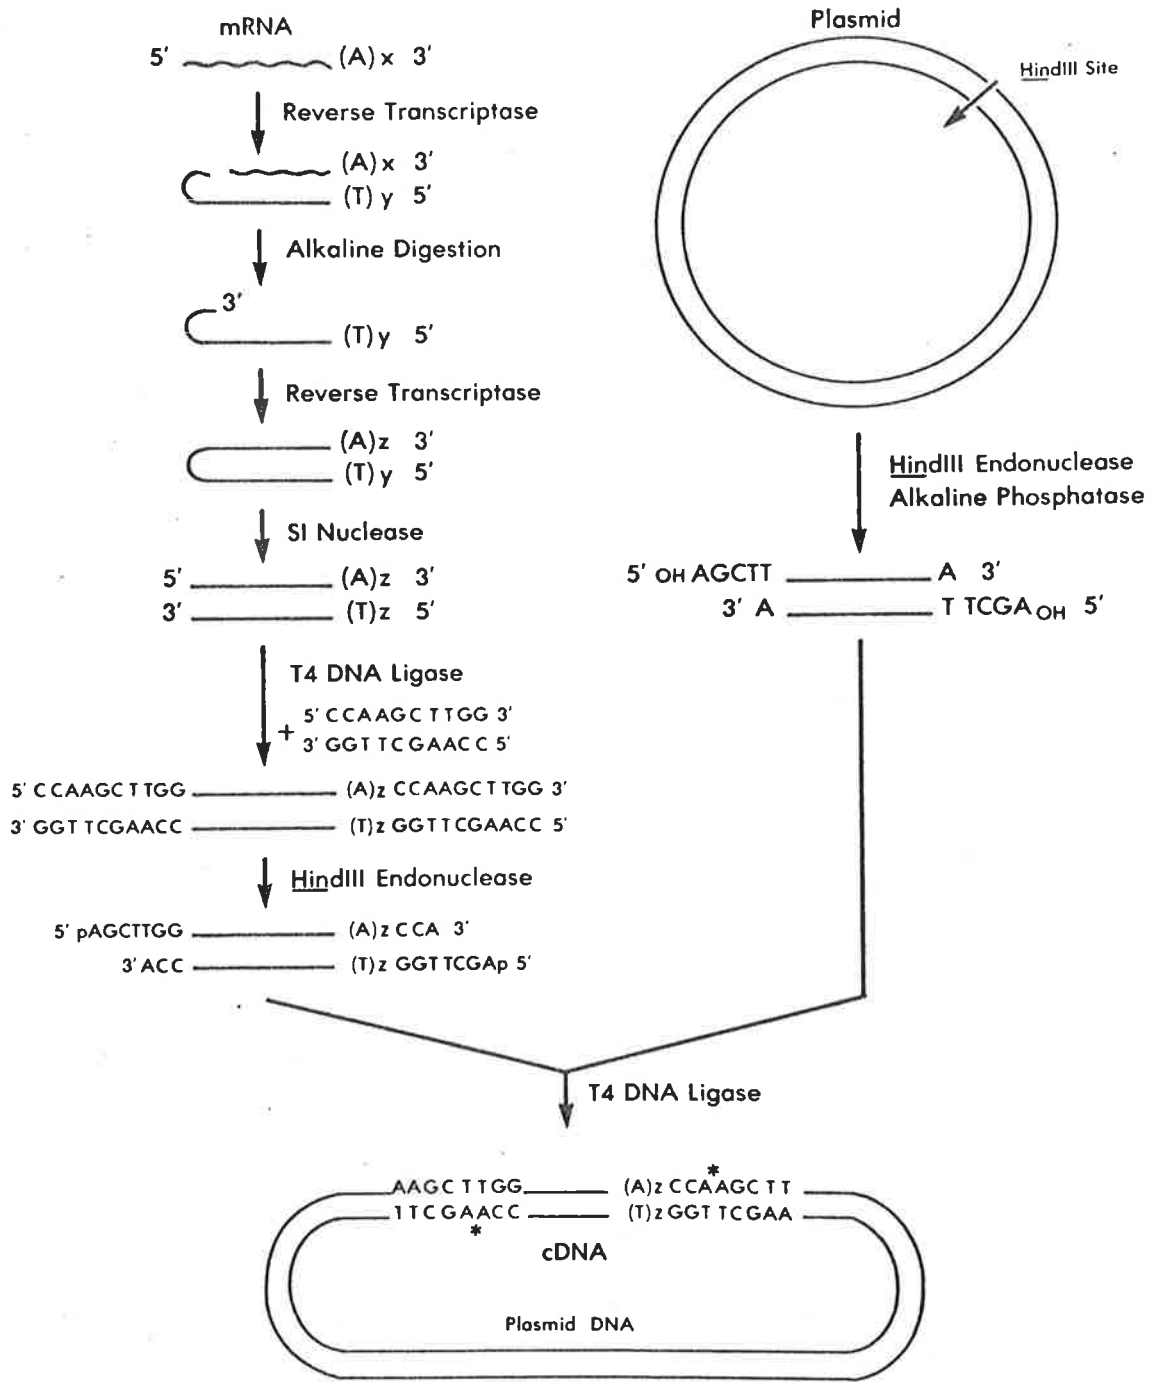 mRNA
5' (A)x 3'
Reverse Transcriptase
(A)x 3'
(T)y 5'
Alkaline Digestion
3'
(T)y 5'
Reverse Transcriptase
(A)z 3'
(T)y 5'
SI Nuclease
5' (A)z 3'
3' (T)z 5'
T4 DNA Ligase
+
5' CCAAGCTTGG 3'
3' GGTTCGAACC 5'
5' CCAAGCTTGG (A)z CCAAGCTTGG 3'
3' GGTTCGAACC (T)z GGTTCGAACC 5'
HindIII Endonuclease
5' pAGCTTGG (A)z CCA 3'
3' ACC (T)z GGTTCGAp 5'
Plasmid
HindIII Site
HindIII Endonuclease
Alkaline Phosphatase
5' OH AGCTT A 3'
3' A T TCGA OH 5'
T4 DNA Ligase
*
AAGCTTGG (A)z CCAAGCTT
TTCGAACC (T)z GGTTCGAA
*
cDNA
Plasmid DNA